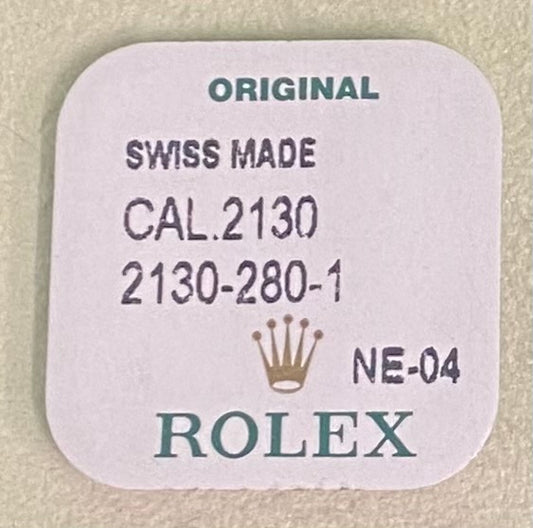 ORIGINAL
SWISS MADE
CAL.2130
2130-280-1
NE-04
ROLEX